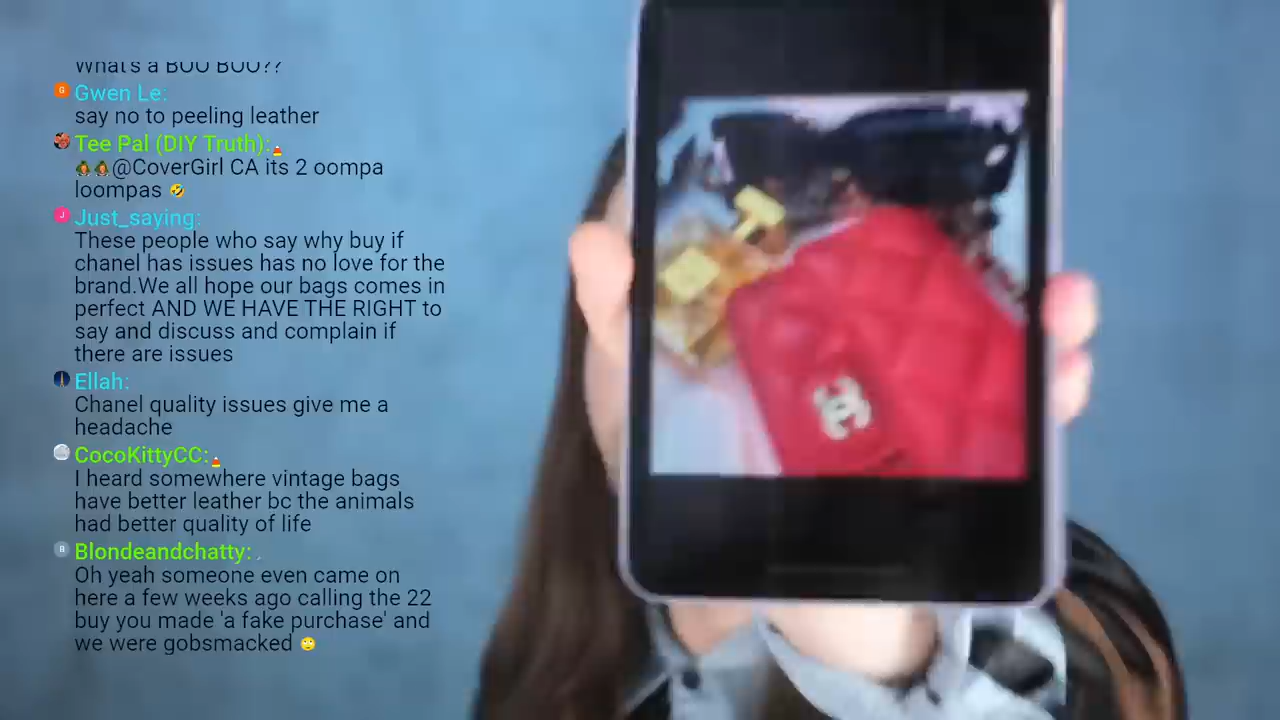 What's a BOO BOO??
G Gwen Le:
say no to peeling leather
Tee Pal (DIY Truth):
@CoverGirl CA its 2 oompa
loompas 🤣
J Just_saying:
These people who say why buy if
chanel has issues has no love for the
brand.We all hope our bags comes in
perfect AND WE HAVE THE RIGHT to
say and discuss and complain if
there are issues
Ellah:
Chanel quality issues give me a
headache
CocoKittyCC:
I heard somewhere vintage bags
have better leather bc the animals
had better quality of life
B Blondeandchatty:
Oh yeah someone even came on
here a few weeks ago calling the 22
buy you made 'a fake purchase' and
we were gobsmacked 🙄